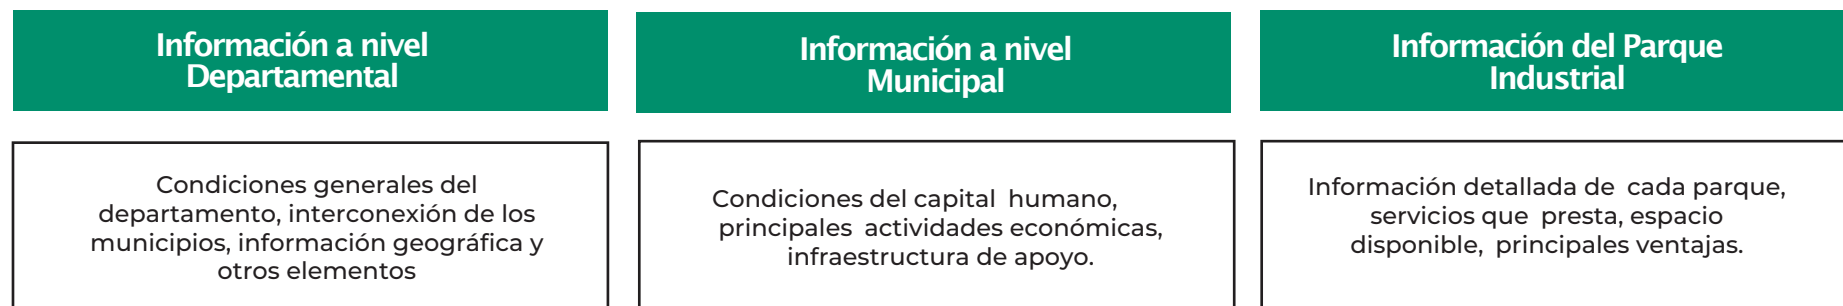 Información a nivel
Departamental
Condiciones generales del
departamento, interconexión de los
municipios, información geográfica y
otros elementos
Información a nivel
Municipal
Condiciones del capital humano,
principales actividades económicas,
infraestructura de apoyo.
Información del Parque
Industrial
Información detallada de cada parque,
servicios que presta, espacio
disponible, principales ventajas.